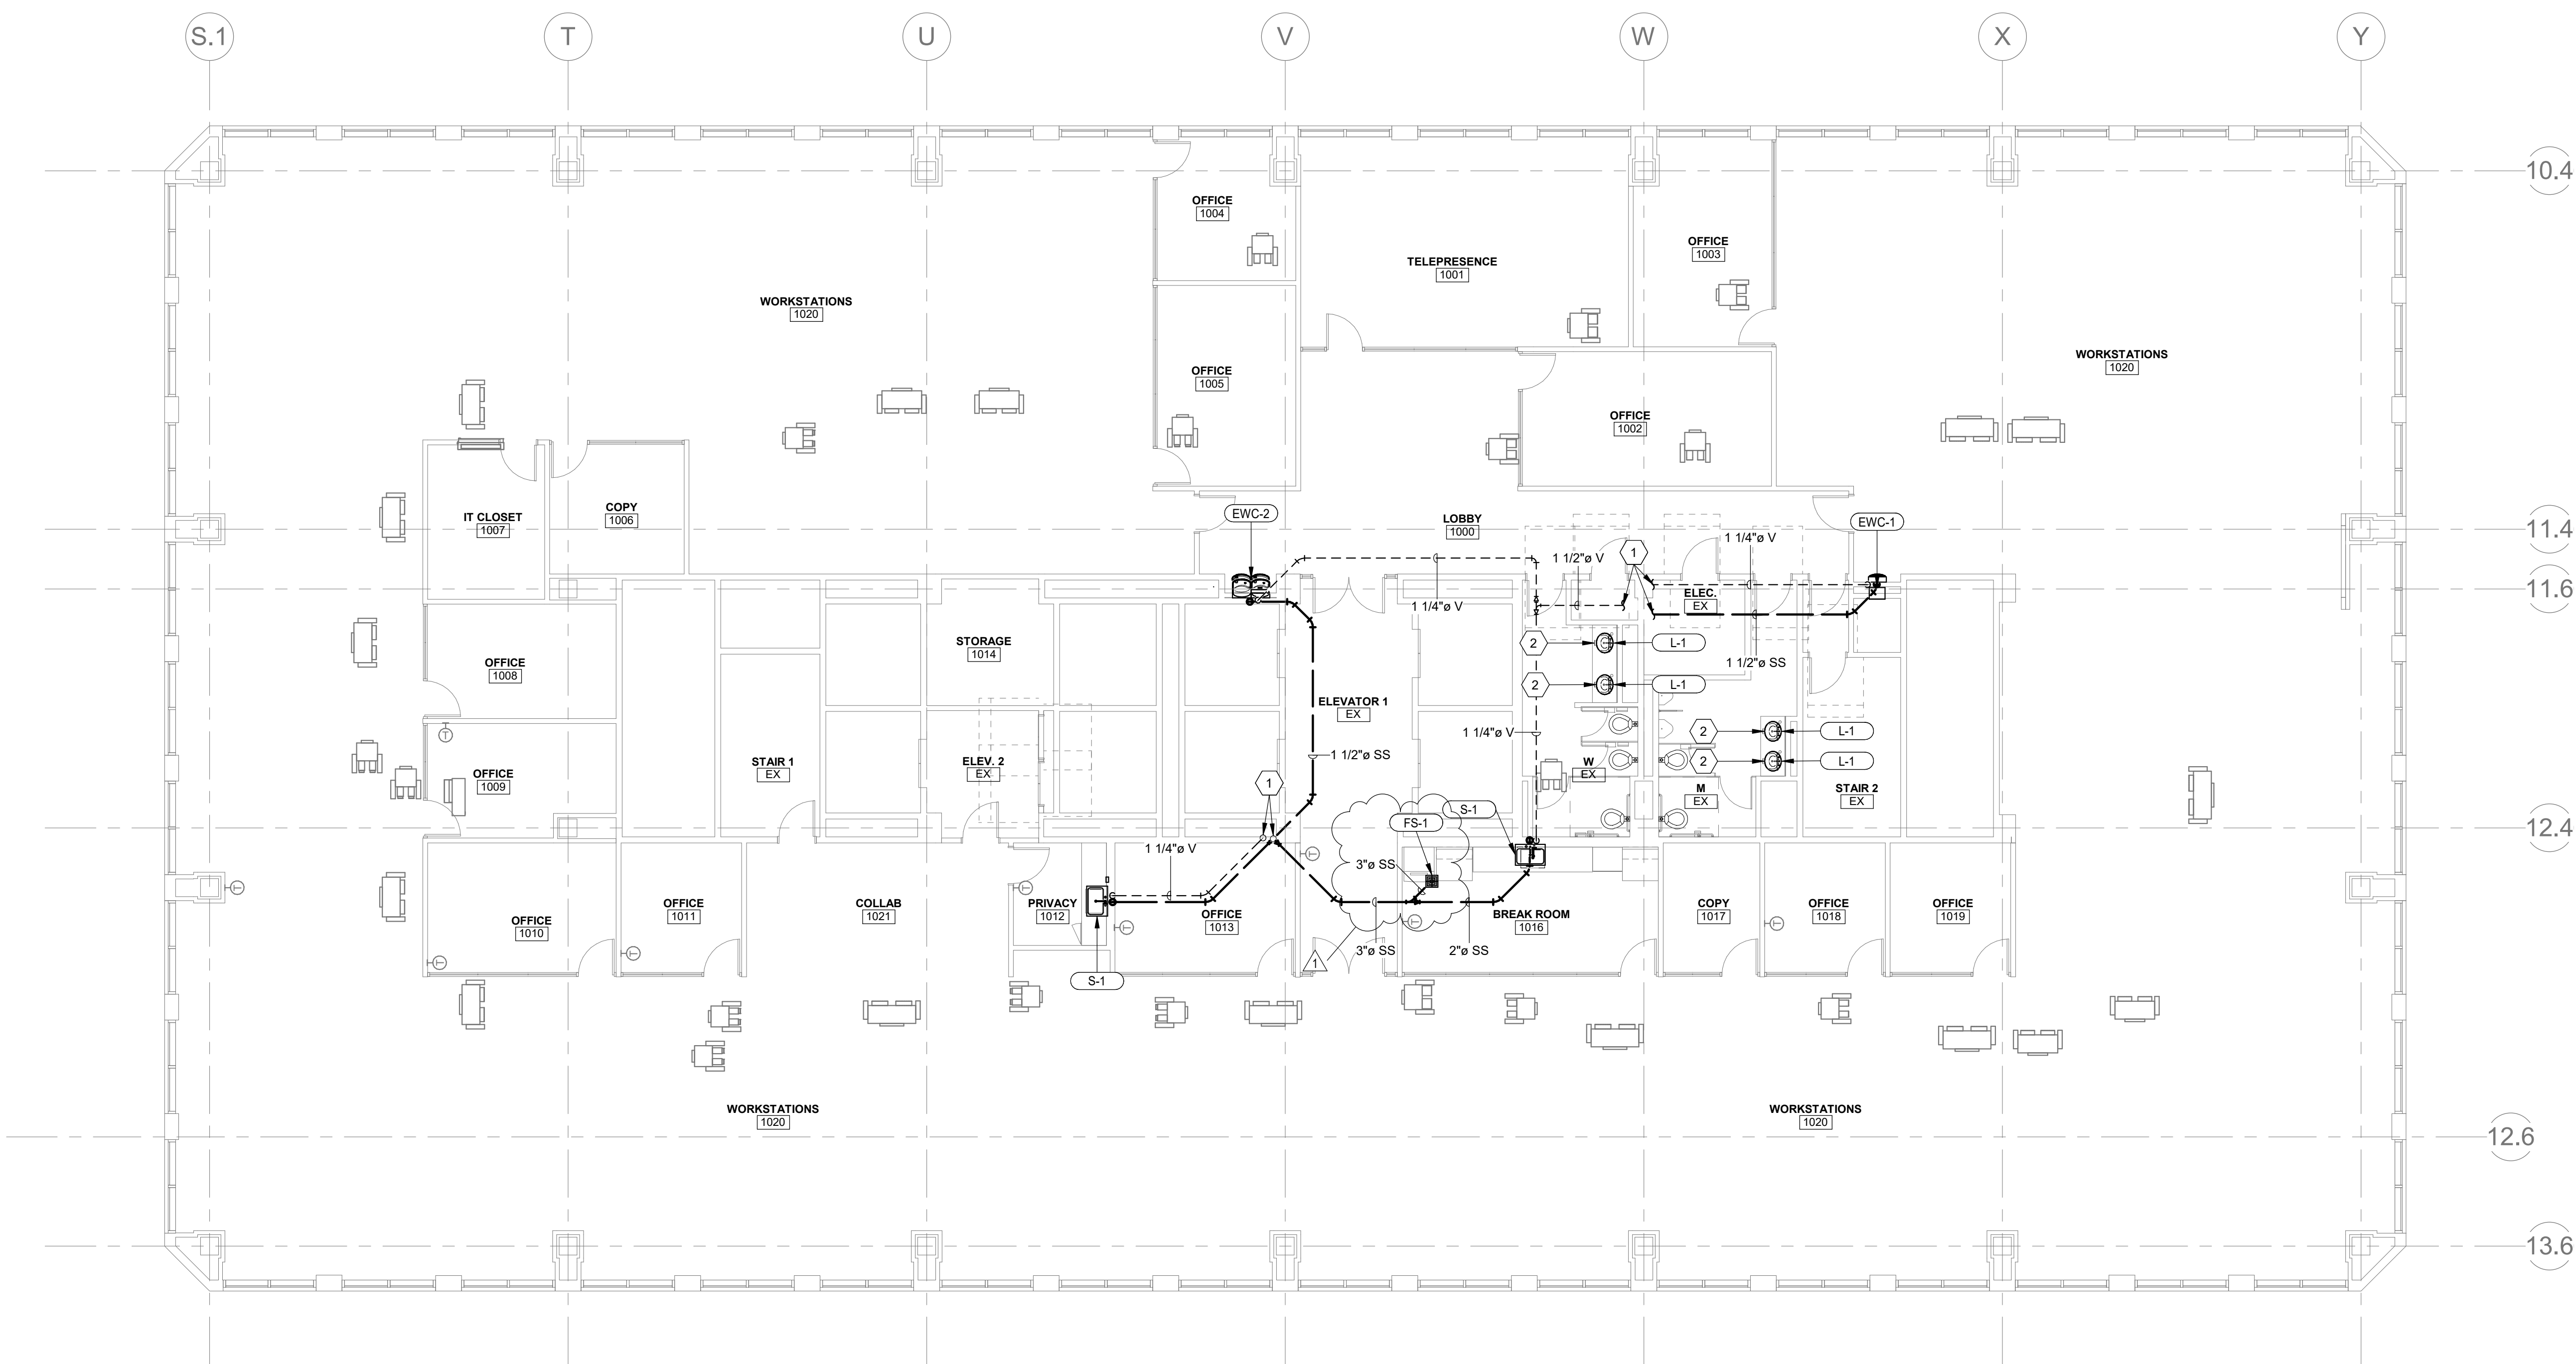 S.1
T
U
V
W
X
Y
10.4
OFFICE
1004
OFFICE
1003
TELEPRESENCE
1001
WORKSTATIONS
1020
WORKSTATIONS
1020
OFFICE
1005
OFFICE
1002
IT CLOSET
1007
COPY
1006
EWC-2
LOBBY
1000
EWC-1
11.4
1 1/2"ø V
1
1 1/4"ø V
11.6
1 1/4"ø V
ELEC.
EX
STORAGE
1014
2
L-1
OFFICE
1008
1 1/2"ø SS
2
L-1
ELEVATOR 1
EX
1 1/4"ø V
2
L-1
T
1 1/2"ø SS
STAIR 1
EX
ELEV. 2
EX
W
EX
2
L-1
OFFICE
1009
1
M
EX
STAIR 2
EX
S-1
FS-1
12.4
1 1/4"ø V
T
3"ø SS
T
T
OFFICE
1011
COLLAB
1021
PRIVACY
1012
OFFICE
1013
BREAK ROOM
1016
COPY
1017
OFFICE
1018
OFFICE
1019
OFFICE
1010
T
T
T
T
T
3"ø SS
2"ø SS
1
S-1
WORKSTATIONS
1020
WORKSTATIONS
1020
12.6
13.6